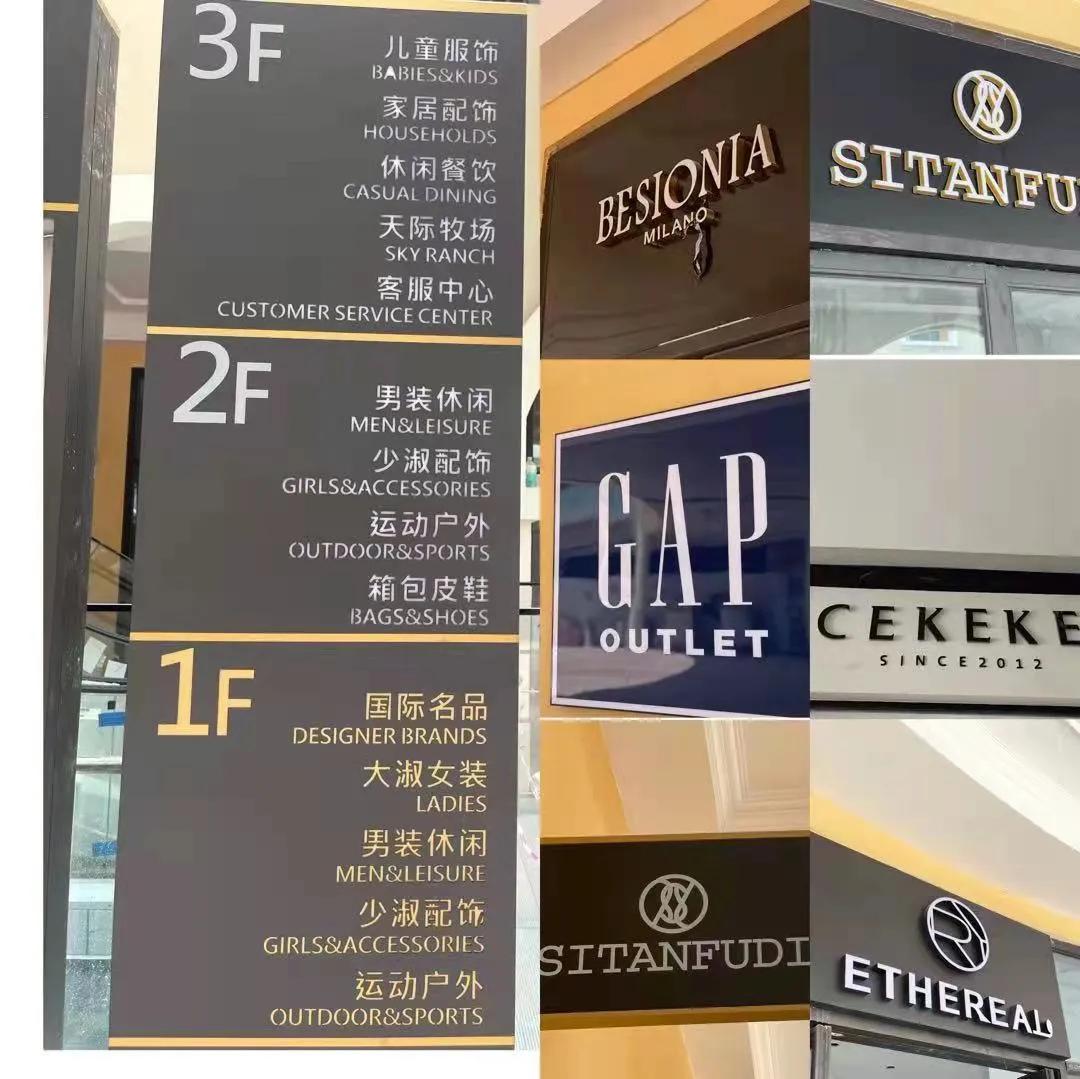 3F
儿童服饰
BABIES&KIDS
家居配饰
HOUSEHOLDS
休闲餐饮
CASUAL DINING
天际牧场
SKY RANCH
客服中心
CUSTOMER SERVICE CENTER
2F
男装休闲
MEN&LEISURE
少淑配饰
GIRLS&ACCESSORIES
运动户外
OUTDOOR&SPORTS
箱包皮鞋
BAGS&SHOES
1F
国际名品
DESIGNER BRANDS
大淑女装
LADIES
男装休闲
MEN&LEISURE
少淑配饰
GIRLS&ACCESSORIES
运动户外
OUTDOOR&SPORTS
BESIONIA
MILANO
SITANFU
GAP
OUTLET
CEKEKE
SINCE2012
SITANFUDI
ETHEREAL